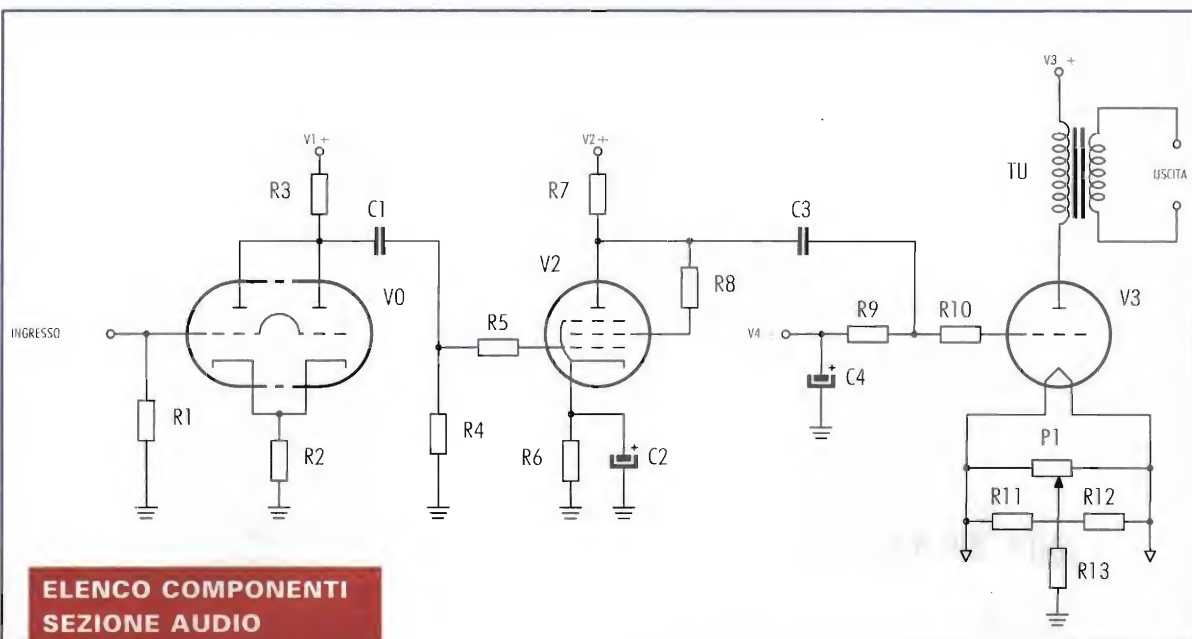 V3 +
V1+
V2+
TU
USCITA
R3
R7
C1
C3
V2
R8
V0
V3
INGRESSO
R5
V4
R9
R10
C4
R1
R4
P1
R2
R6
C2
R11
R12
R13
+
+
ELENCO COMPONENTI
SEZIONE AUDIO